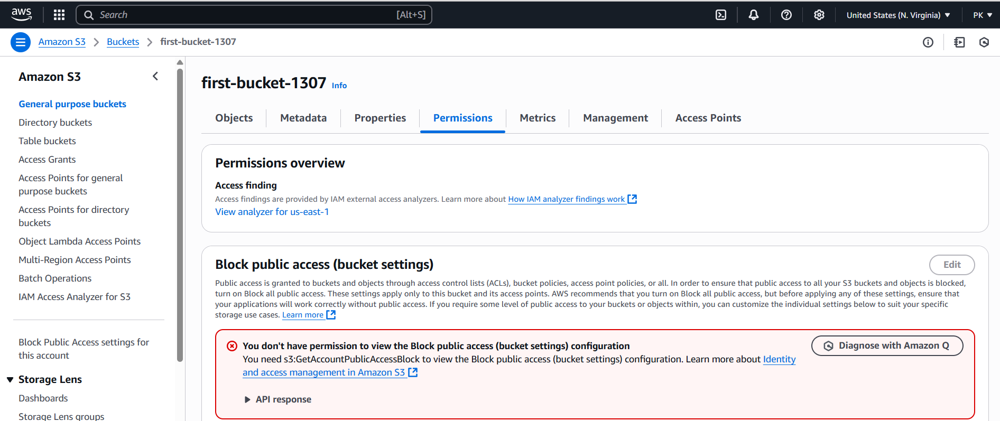 aws
Search
[Alt+S]
United States (N. Virginia)
PK
Amazon S3
Buckets
first-bucket-1307
Amazon S3
General purpose buckets
Directory buckets
Table buckets
Access Grants
Access Points for general
purpose buckets
Access Points for directory
buckets
Object Lambda Access Points
Multi-Region Access Points
Batch Operations
IAM Access Analyzer for S3
Block Public Access settings for
this account
Storage Lens
Dashboards
Storage Lens groups
first-bucket-1307 Info
Objects
Metadata
Properties
Permissions
Metrics
Management
Access Points
Permissions overview
Access finding
Access findings are provided by IAM external access analyzers. Learn more about How IAM analyzer findings work
View analyzer for us-east-1
Block public access (bucket settings)
Edit
Public access is granted to buckets and objects through access control lists (ACLs), bucket policies, access point policies, or all. In order to ensure that public access to all your S3 buckets and objects is blocked,
turn on Block all public access. These settings apply only to this bucket and its access points. AWS recommends that you turn on Block all public access, but before applying any of these settings, ensure that
your applications will work correctly without public access. If you require some level of public access to your buckets or objects within, you can customize the individual settings below to suit your specific
storage use cases. Learn more
You don't have permission to view the Block public access (bucket settings) configuration
Diagnose with Amazon Q
You need s3:GetAccountPublicAccessBlock to view the Block public access (bucket settings) configuration. Learn more about Identity
and access management in Amazon S3
API response